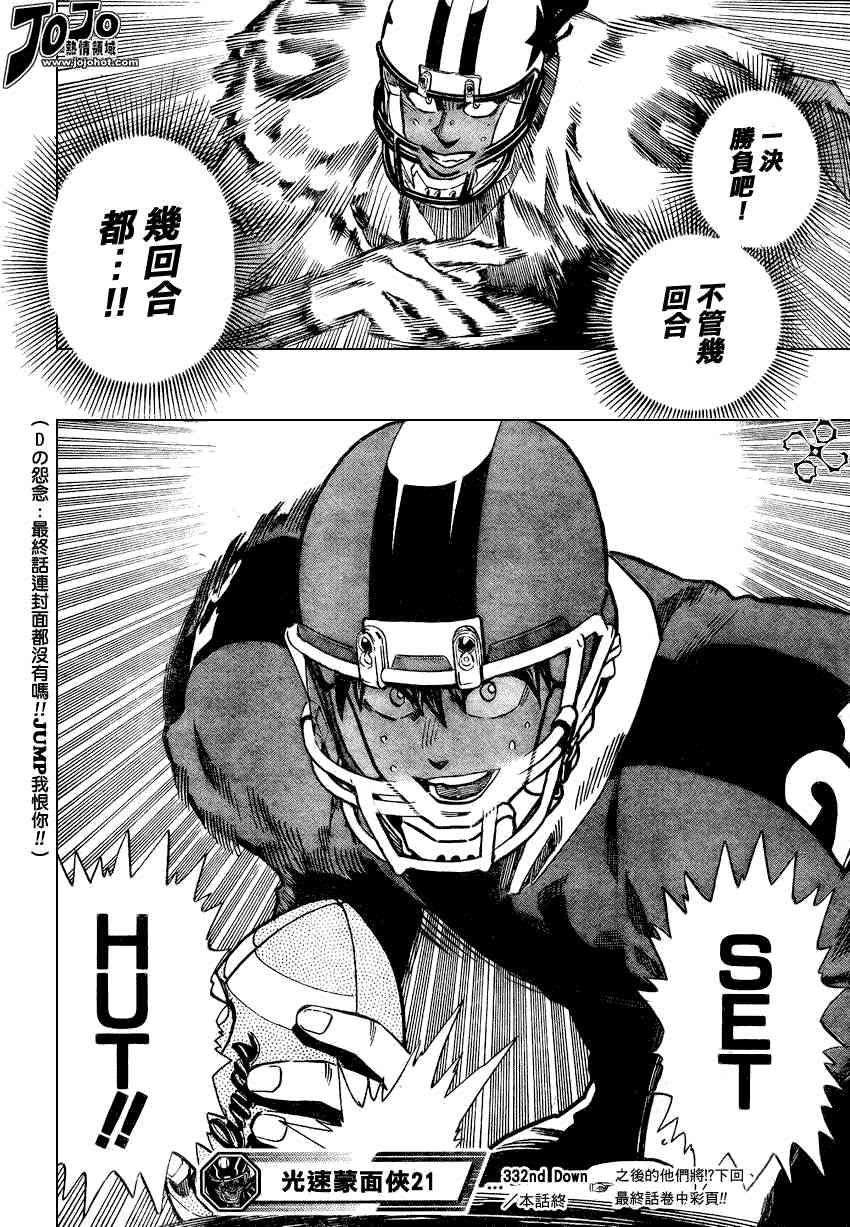 JOJO
熱情領域
www.jojohot.com
一決
勝負吧！
不管幾
回合
幾回合
都…!!
（Dの怨念：最終話連封面都沒有嗎!!JUMP我恨你!!）
SET
HUT!!
光速蒙面俠21
…332nd Down
／本話終
☞之後的他們將!?下回、
最終話卷中彩頁!!